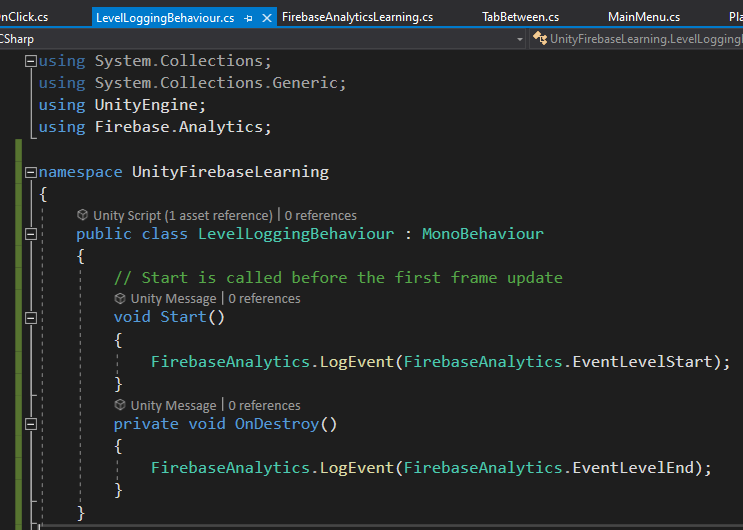 nClick.cs LevelLoggingBehaviour.cs FirebaseAnalyticsLearning.cs TabBetween.cs MainMenu.cs Pla
CSharp UnityFirebaseLearning.LevelLogging
using System.Collections;
using System.Collections.Generic;
using UnityEngine;
using Firebase.Analytics;
namespace UnityFirebaseLearning
{
Unity Script (1 asset reference) | 0 references
public class LevelLoggingBehaviour : MonoBehaviour
{
// Start is called before the first frame update
Unity Message | 0 references
void Start()
{
FirebaseAnalytics.LogEvent(FirebaseAnalytics.EventLevelStart);
}
Unity Message | 0 references
private void OnDestroy()
{
FirebaseAnalytics.LogEvent(FirebaseAnalytics.EventLevelEnd);
}
}